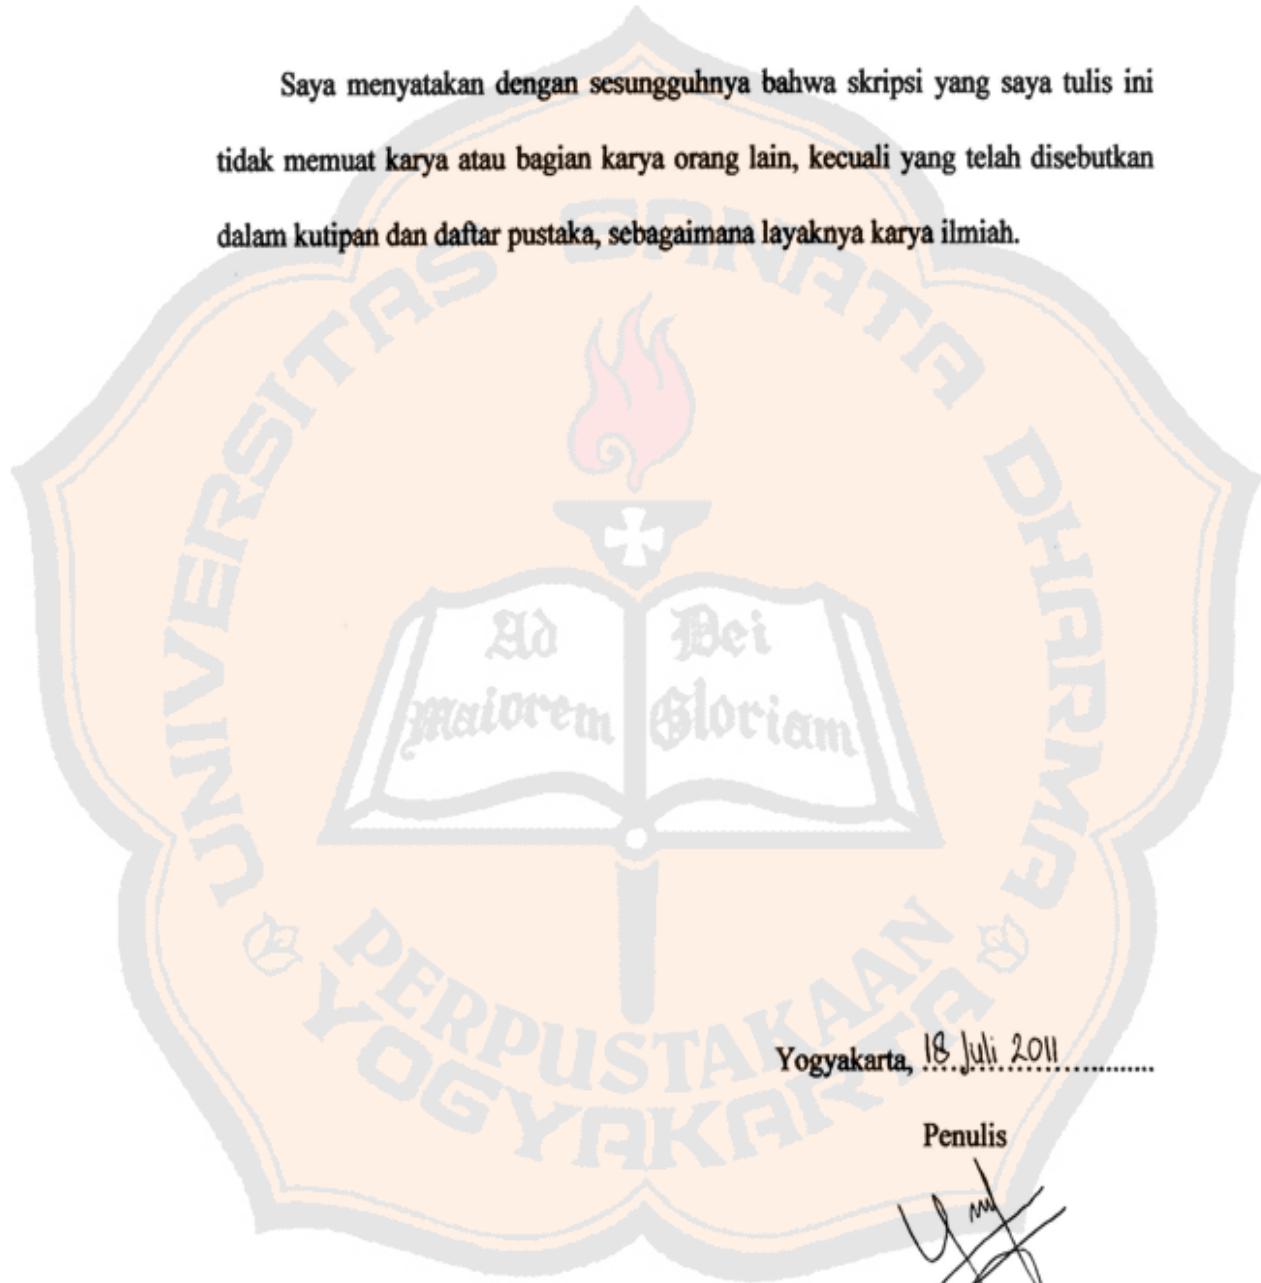 Saya menyatakan dengan sesungguhnya bahwa skripsi yang saya tulis ini
tidak memuat karya atau bagian karya orang lain, kecuali yang telah disebutkan
dalam kutipan dan daftar pustaka, sebagaimana layaknya karya ilmiah.
UNIVERSITAS SANATA DHARMA
Ad Dei
Maiorem Gloriam
PERPUSTAKAAN
YOGYAKARTA
Yogyakarta, 18 Juli 2011
Penulis